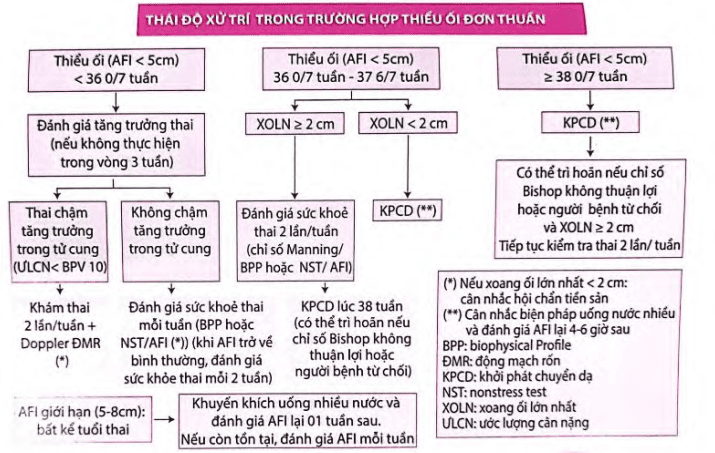 THÁI ĐỘ XỬ TRÍ TRONG TRƯỜNG HỢP THIỂU ỐI ĐƠN THUẦN
Thiểu ối (AFI < 5cm)
< 36 0/7 tuần
Đánh giá tăng trưởng thai
(nếu không thực hiện
trong vòng 3 tuần)
Thai chậm
tăng trưởng
trong tử cung
(ƯLCN< BPV 10)
Khám thai
2 lần/tuần +
Doppler ĐMR
(*)
Không chậm
tăng trưởng
trong tử cung
Đánh giá sức khoẻ thai
mỗi tuần (BPP hoặc
NST/AFI (*)) (khi AFI trở về
bình thường, đánh giá
sức khỏe thai mỗi 2 tuần)
Thiểu ối (AFI < 5cm)
36 0/7 tuần - 37 6/7 tuần
XOLN ≥ 2 cm
Đánh giá sức khoẻ
thai 2 lần/tuần
(chỉ số Manning/
BPP hoặc NST/ AFI)
KPCD lúc 38 tuần
(có thể trì hoãn nếu
chỉ số Bishop không
thuận lợi hoặc
người bệnh từ chối)
XOLN < 2 cm
KPCD (**)
Thiểu ối (AFI < 5cm)
≥ 38 0/7 tuần
KPCD (**)
Có thể trì hoãn nếu chỉ số
Bishop không thuận lợi
hoặc người bệnh từ chối
và XOLN ≥ 2 cm
Tiếp tục kiểm tra thai 2 lần/ tuần
(*) Nếu xoang ối lớn nhất < 2 cm:
cân nhắc hội chẩn tiền sản
(**) Cân nhắc biện pháp uống nước nhiều
và đánh giá AFI lại 4-6 giờ sau
BPP: biophysical Profile
ĐMR: động mạch rốn
KPCD: khởi phát chuyển dạ
NST: nonstress test
XOLN: xoang ối lớn nhất
ƯLCN: ước lượng cân nặng
AFI giới hạn (5-8cm):
bất kể tuổi thai
Khuyến khích uống nhiều nước và
đánh giá AFI lại 01 tuần sau.
Nếu còn tồn tại, đánh giá AFI mỗi tuần